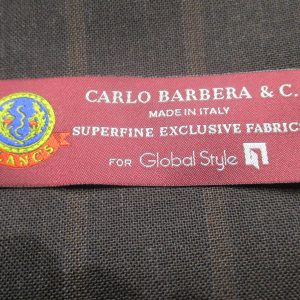 CARLO BARBERA & C.
MADE IN ITALY
SUPERFINE EXCLUSIVE FABRICS
FOR Global Style